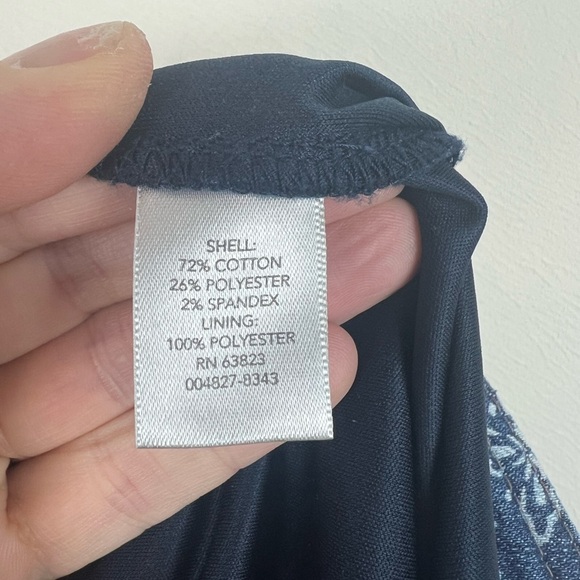 SHELL:
72% COTTON
26% POLYESTER
2% SPANDEX
LINING:
100% POLYESTER
RN 63823
004827-8343